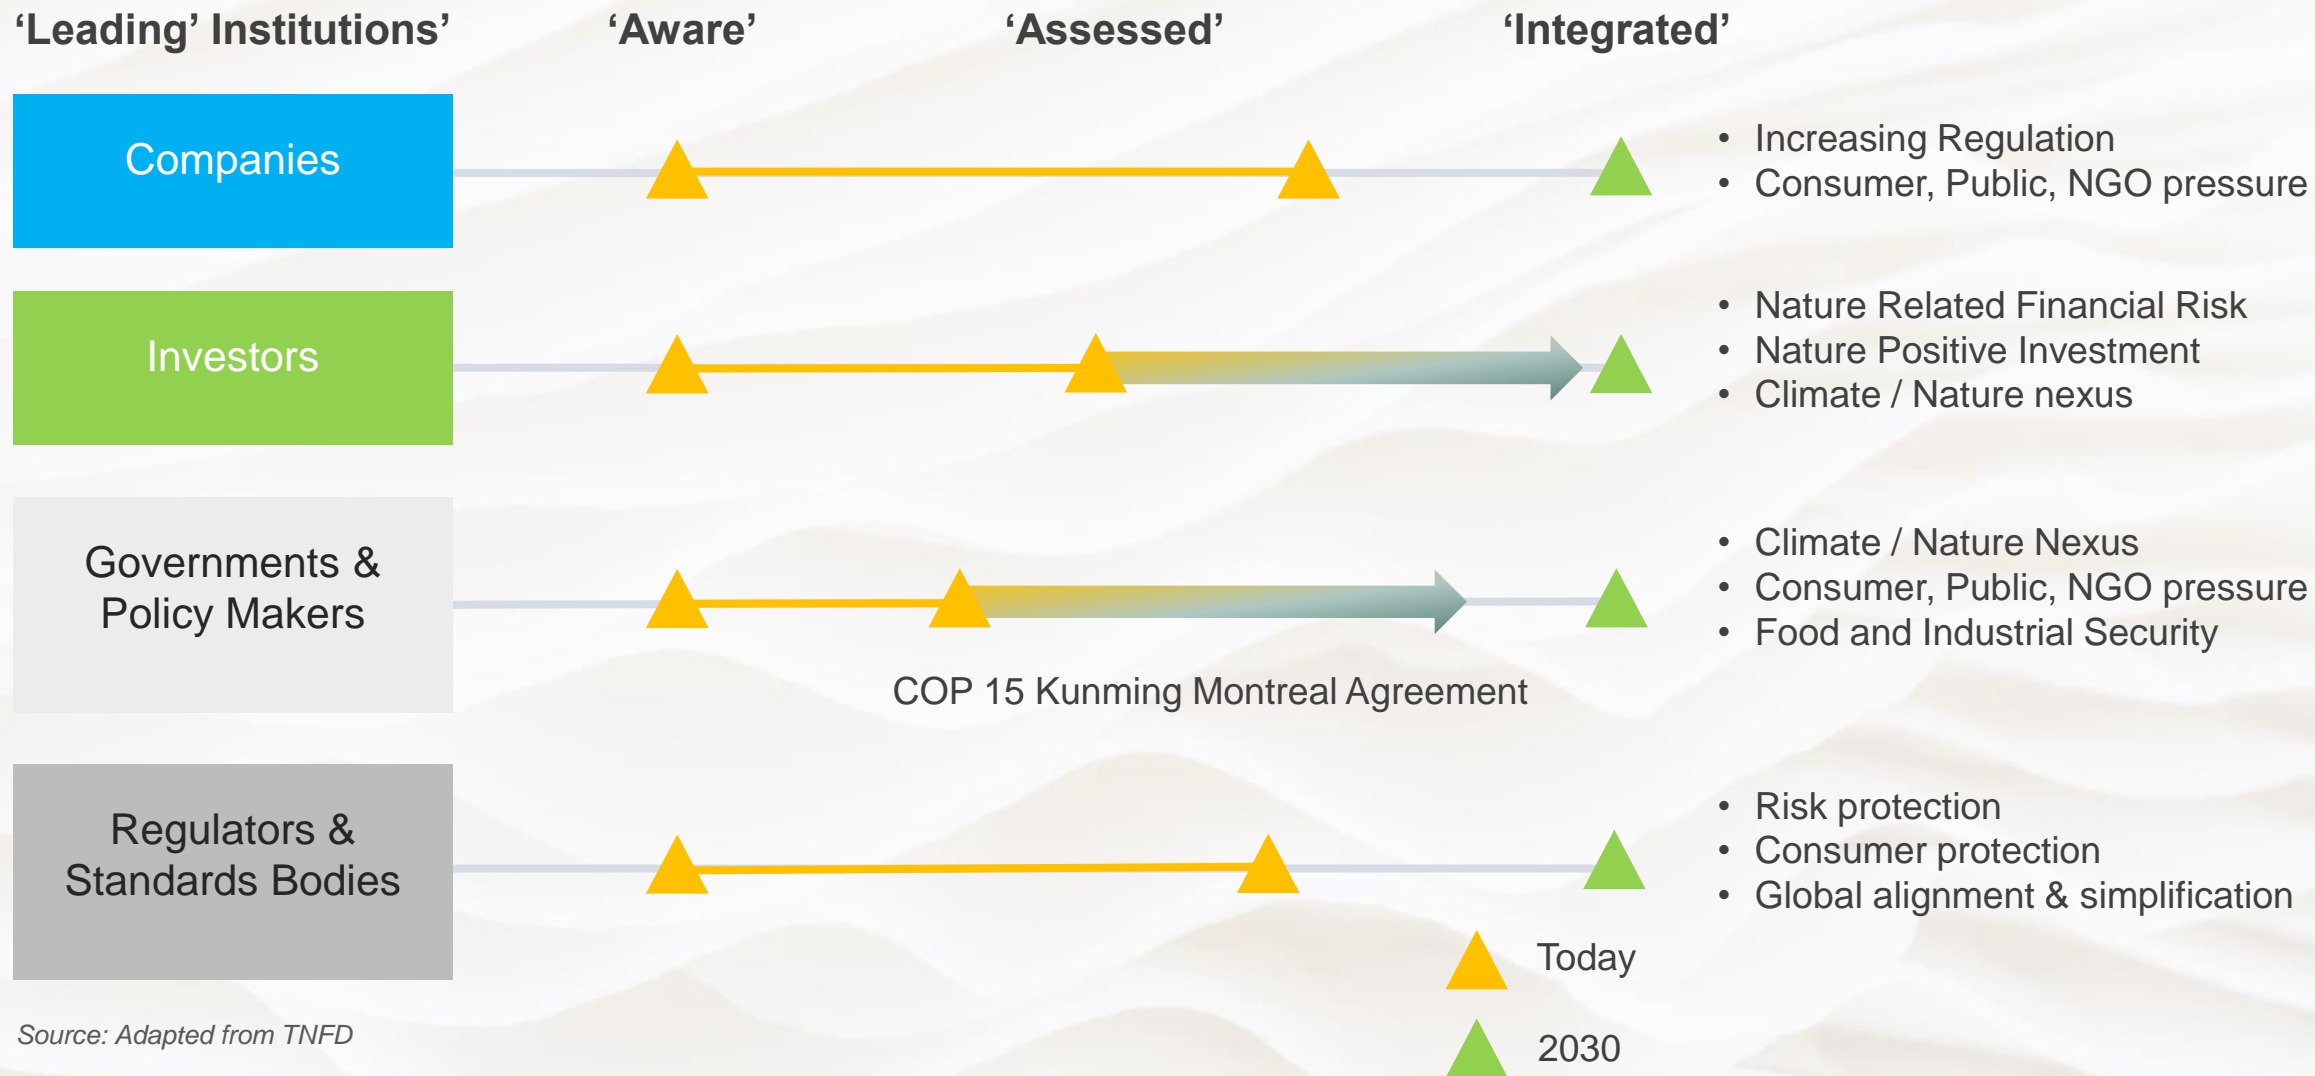 ‘Leading’ Institutions’ ‘Aware’ ‘Assessed’ ‘Integrated’
Companies
• Increasing Regulation
• Consumer, Public, NGO pressure
Investors
• Nature Related Financial Risk
• Nature Positive Investment
• Climate / Nature nexus
Governments &
Policy Makers
• Climate / Nature Nexus
• Consumer, Public, NGO pressure
• Food and Industrial Security
COP 15 Kunming Montreal Agreement
Regulators &
Standards Bodies
• Risk protection
• Consumer protection
• Global alignment & simplification
Today
2030
Source: Adapted from TNFD